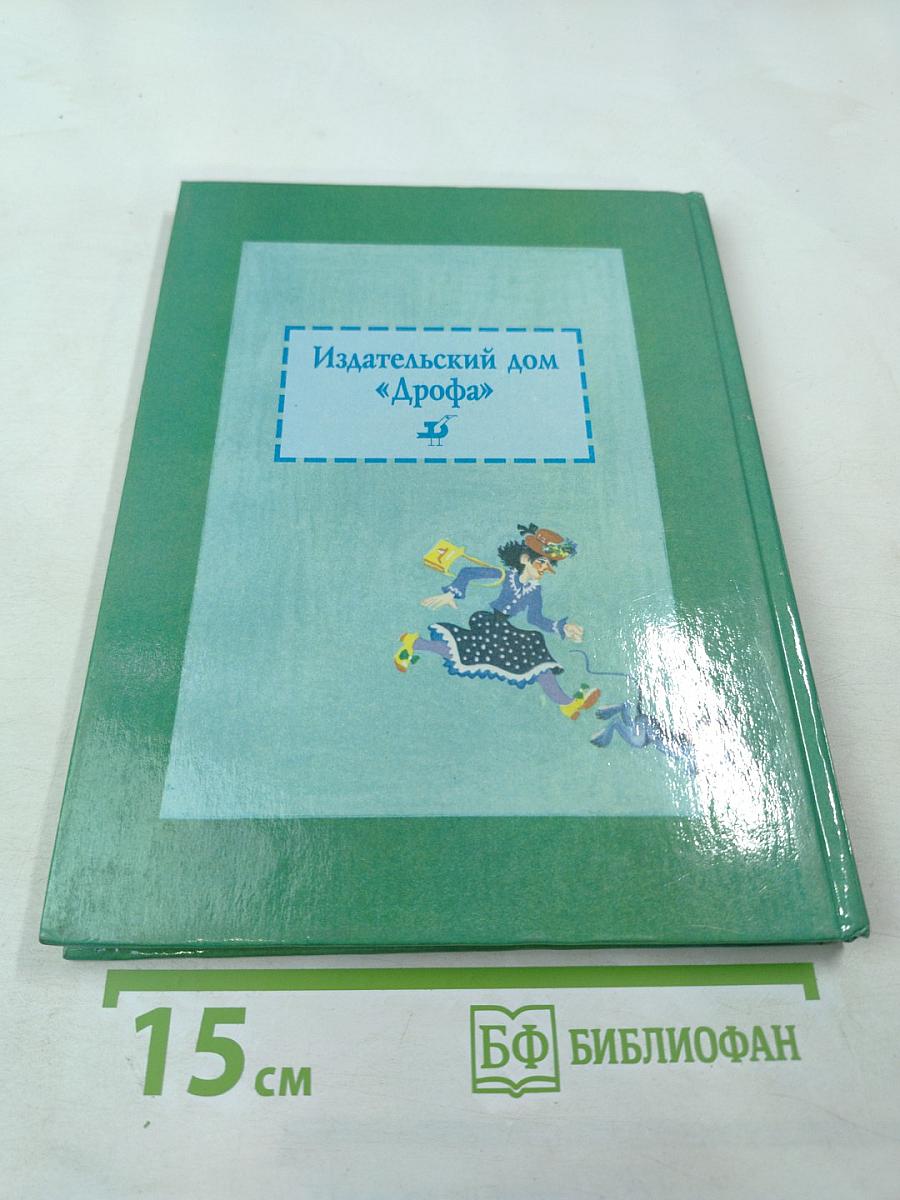 Издательский дом
«Дрофа»
15 см
БФ БИБЛИОФАН